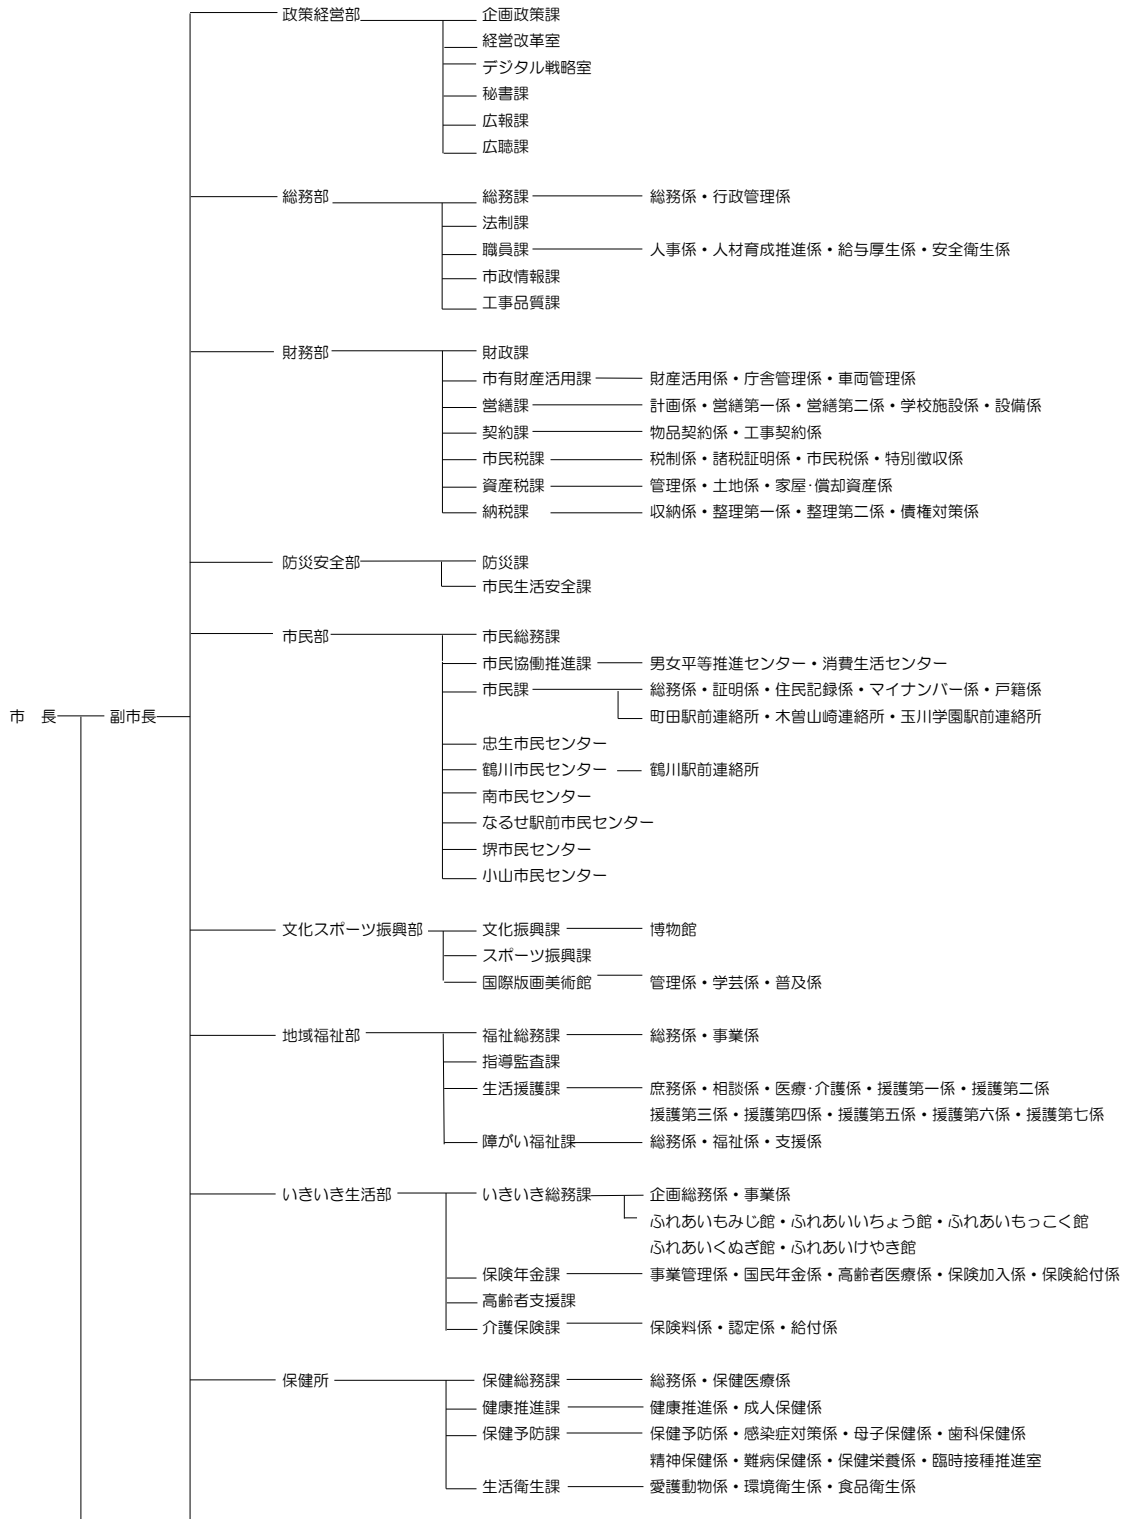 政策経営部 企画政策課
経営改革室
デジタル戦略室
秘書課
広報課
広聴課
総務部 総務課 総務係・行政管理係
法制課
職員課 人事係・人材育成推進係・給与厚生係・安全衛生係
市政情報課
工事品質課
財務部 財政課
市有財産活用課 財産活用係・庁舎管理係・車両管理係
営繕課 計画係・営繕第一係・営繕第二係・学校施設係・設備係
契約課 物品契約係・工事契約係
市民税課 税制係・諸税証明係・市民税係・特別徴収係
資産税課 管理係・土地係・家屋･償却資産係
納税課 収納係・整理第一係・整理第二係・債権対策係
防災安全部 防災課
市民生活安全課
市民部 市民総務課
市民協働推進課 男女平等推進センター・消費生活センター
市民課 総務係・証明係・住民記録係・マイナンバー係・戸籍係
市　長 副市長 町田駅前連絡所・木曽山崎連絡所・玉川学園駅前連絡所
忠生市民センター
鶴川市民センター 鶴川駅前連絡所
南市民センター
なるせ駅前市民センター
堺市民センター
小山市民センター
文化スポーツ振興部 文化振興課 博物館
スポーツ振興課
国際版画美術館 管理係・学芸係・普及係
地域福祉部 福祉総務課 総務係・事業係
指導監査課
生活援護課 庶務係・相談係・医療･介護係・援護第一係・援護第二係
援護第三係・援護第四係・援護第五係・援護第六係・援護第七係
障がい福祉課 総務係・福祉係・支援係
いきいき生活部 いきいき総務課 企画総務係・事業係
ふれあいもみじ館・ふれあいいちょう館・ふれあいもっこく館
ふれあいくぬぎ館・ふれあいけやき館
保険年金課 事業管理係・国民年金係・高齢者医療係・保険加入係・保険給付係
高齢者支援課
介護保険課 保険料係・認定係・給付係
保健所 保健総務課 総務係・保健医療係
健康推進課 健康推進係・成人保健係
保健予防課 保健予防係・感染症対策係・母子保健係・歯科保健係
精神保健係・難病保健係・保健栄養係・臨時接種推進室
生活衛生課 愛護動物係・環境衛生係・食品衛生係